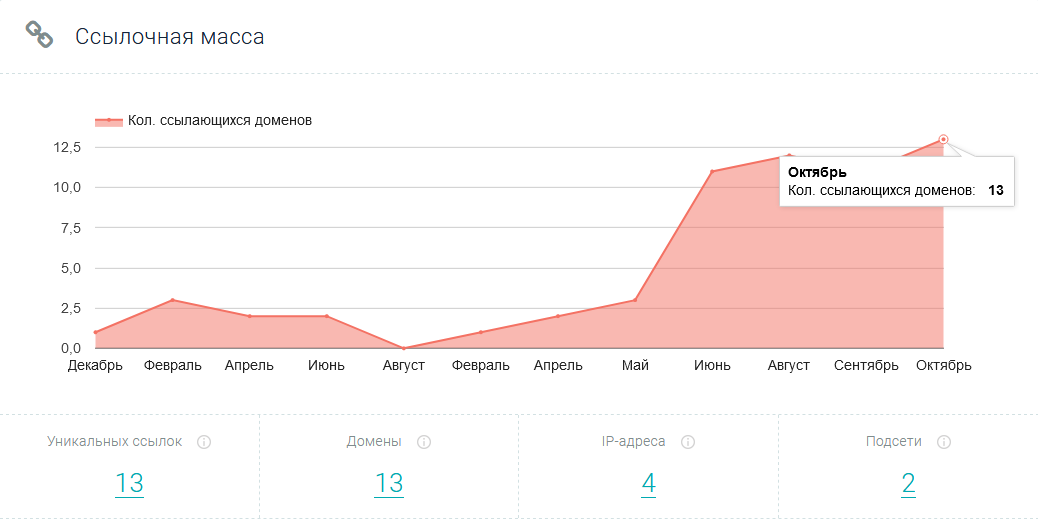 Ссылочная масса
Кол. ссылающихся доменов
12,5
10,0
7,5
5,0
2,5
0,0
Октябрь
Кол. ссылающихся доменов: 13
Декабрь Февраль Апрель Июнь Август Февраль Апрель Май Июнь Август Сентябрь Октябрь
Уникальных ссылок Домены IP-адреса Подсети
13 13 4 2